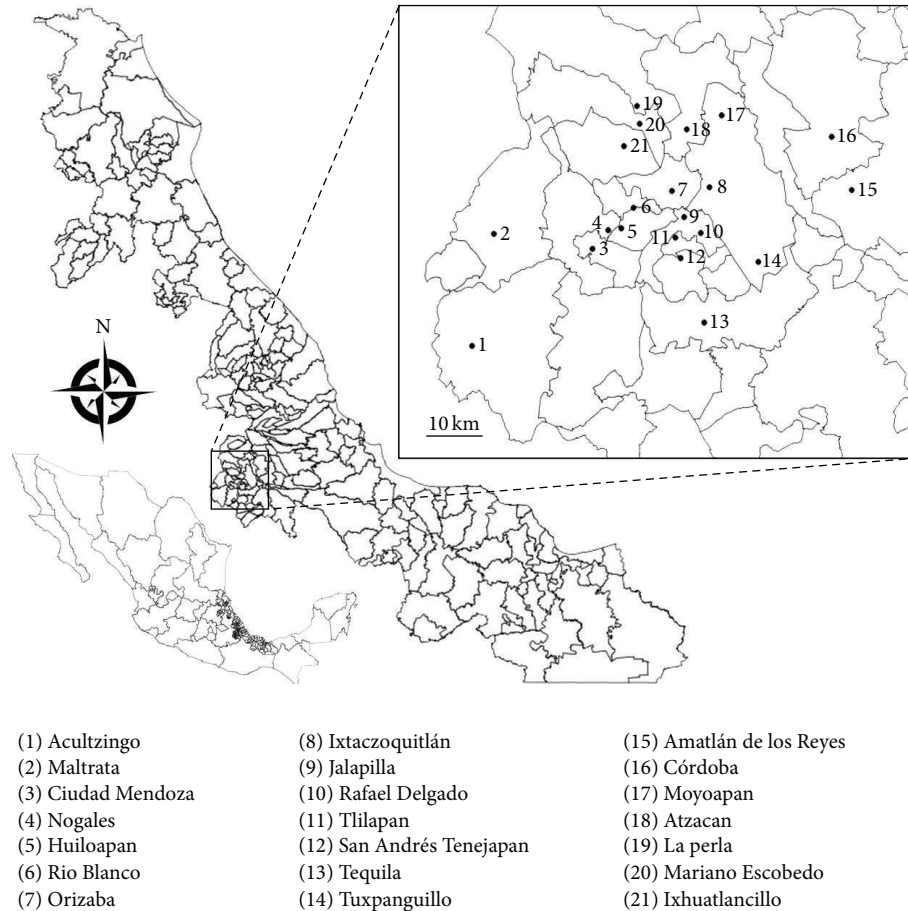 N
19
20
21
18
17
16
15
7
8
6
9
4
5
11
10
2
3
12
14
13
1
10 km
(1) Acultzingo
(2) Maltrata
(3) Ciudad Mendoza
(4) Nogales
(5) Huiloapan
(6) Rio Blanco
(7) Orizaba
(8) Ixtaczoquitlán
(9) Jalapilla
(10) Rafael Delgado
(11) Tlilapan
(12) San Andrés Tenejapan
(13) Tequila
(14) Tuxpanguillo
(15) Amatlán de los Reyes
(16) Córdoba
(17) Moyoapan
(18) Atzacan
(19) La perla
(20) Mariano Escobedo
(21) Ixhuatlancillo